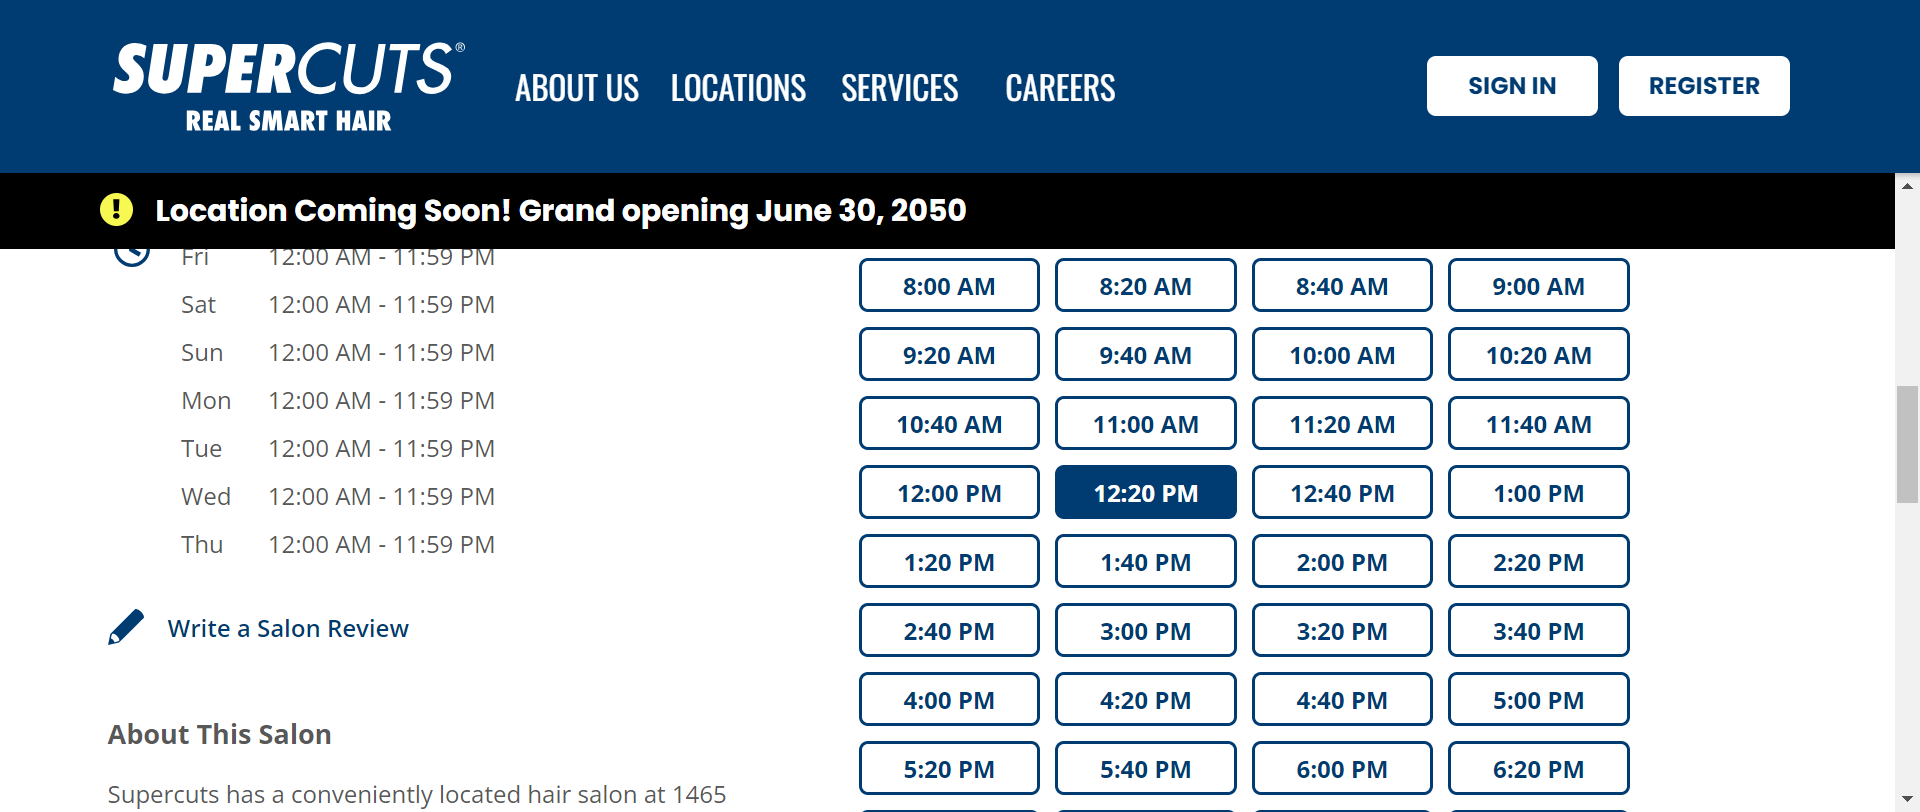 SUPERCUTS®
REAL SMART HAIR
ABOUT US LOCATIONS SERVICES CAREERS
SIGN IN REGISTER
Location Coming Soon! Grand opening June 30, 2050
Fri 12:00 AM - 11:59 PM
Sat 12:00 AM - 11:59 PM
Sun 12:00 AM - 11:59 PM
Mon 12:00 AM - 11:59 PM
Tue 12:00 AM - 11:59 PM
Wed 12:00 AM - 11:59 PM
Thu 12:00 AM - 11:59 PM
Write a Salon Review
About This Salon
Supercuts has a conveniently located hair salon at 1465
8:00 AM 8:20 AM 8:40 AM 9:00 AM
9:20 AM 9:40 AM 10:00 AM 10:20 AM
10:40 AM 11:00 AM 11:20 AM 11:40 AM
12:00 PM 12:20 PM 12:40 PM 1:00 PM
1:20 PM 1:40 PM 2:00 PM 2:20 PM
2:40 PM 3:00 PM 3:20 PM 3:40 PM
4:00 PM 4:20 PM 4:40 PM 5:00 PM
5:20 PM 5:40 PM 6:00 PM 6:20 PM